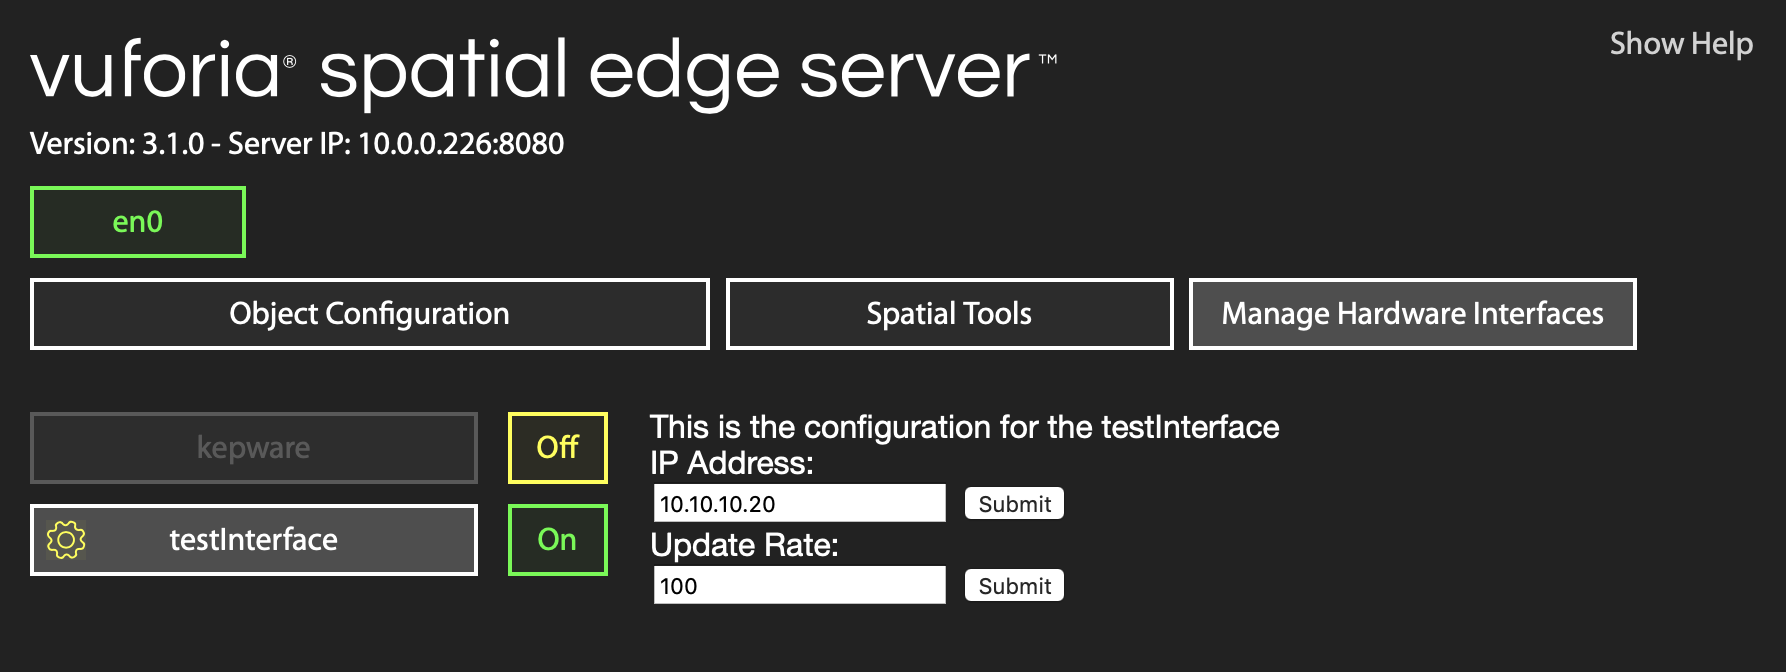 Show Help
vuforia® spatial edge server™
Version: 3.1.0 - Server IP: 10.0.0.226:8080
en0
Object Configuration
Spatial Tools
Manage Hardware Interfaces
kepware
Off
testInterface
On
This is the configuration for the testInterface
IP Address:
10.10.10.20
Submit
Update Rate:
100
Submit